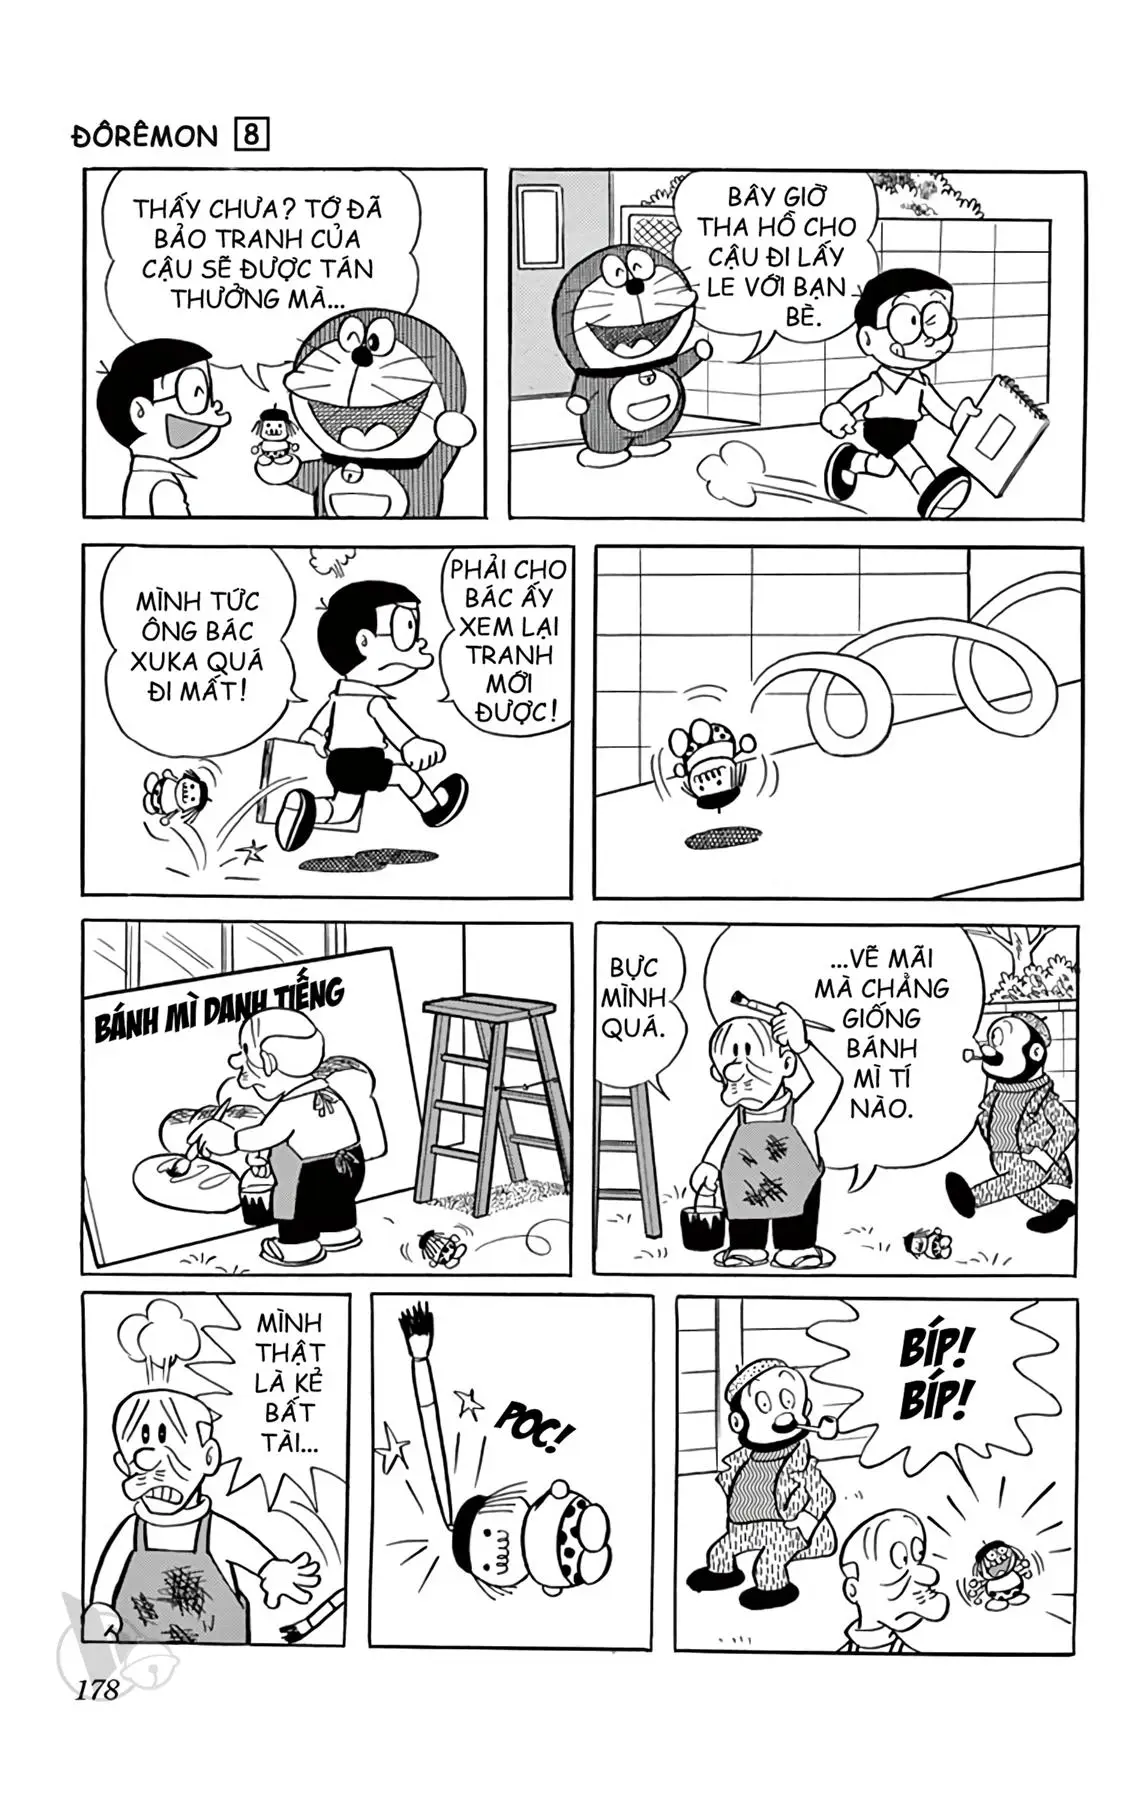 ĐÔRÊMON 8
THẤY CHƯA? TỚ ĐÃ
BẢO TRANH CỦA
CẬU SẼ ĐƯỢC TÁN
THƯỞNG MÀ...
BÂY GIỜ
THA HỒ CHO
CẬU ĐI LẤY
LE VỚI BẠN
BÈ.
MÌNH TỨC
ÔNG BÁC
XUKA QUÁ
ĐI MẤT!
PHẢI CHO
BÁC ẤY
XEM LẠI
TRANH
MỚI
ĐƯỢC!
BÁNH MÌ DANH TIẾNG
BỰC
MÌNH
QUÁ.
...VẼ MÃI
MÀ CHẲNG
GIỐNG
BÁNH
MÌ TÍ
NÀO.
MÌNH
THẬT
LÀ KẺ
BẤT
TÀI...
POC!
BÍP!
BÍP!
178